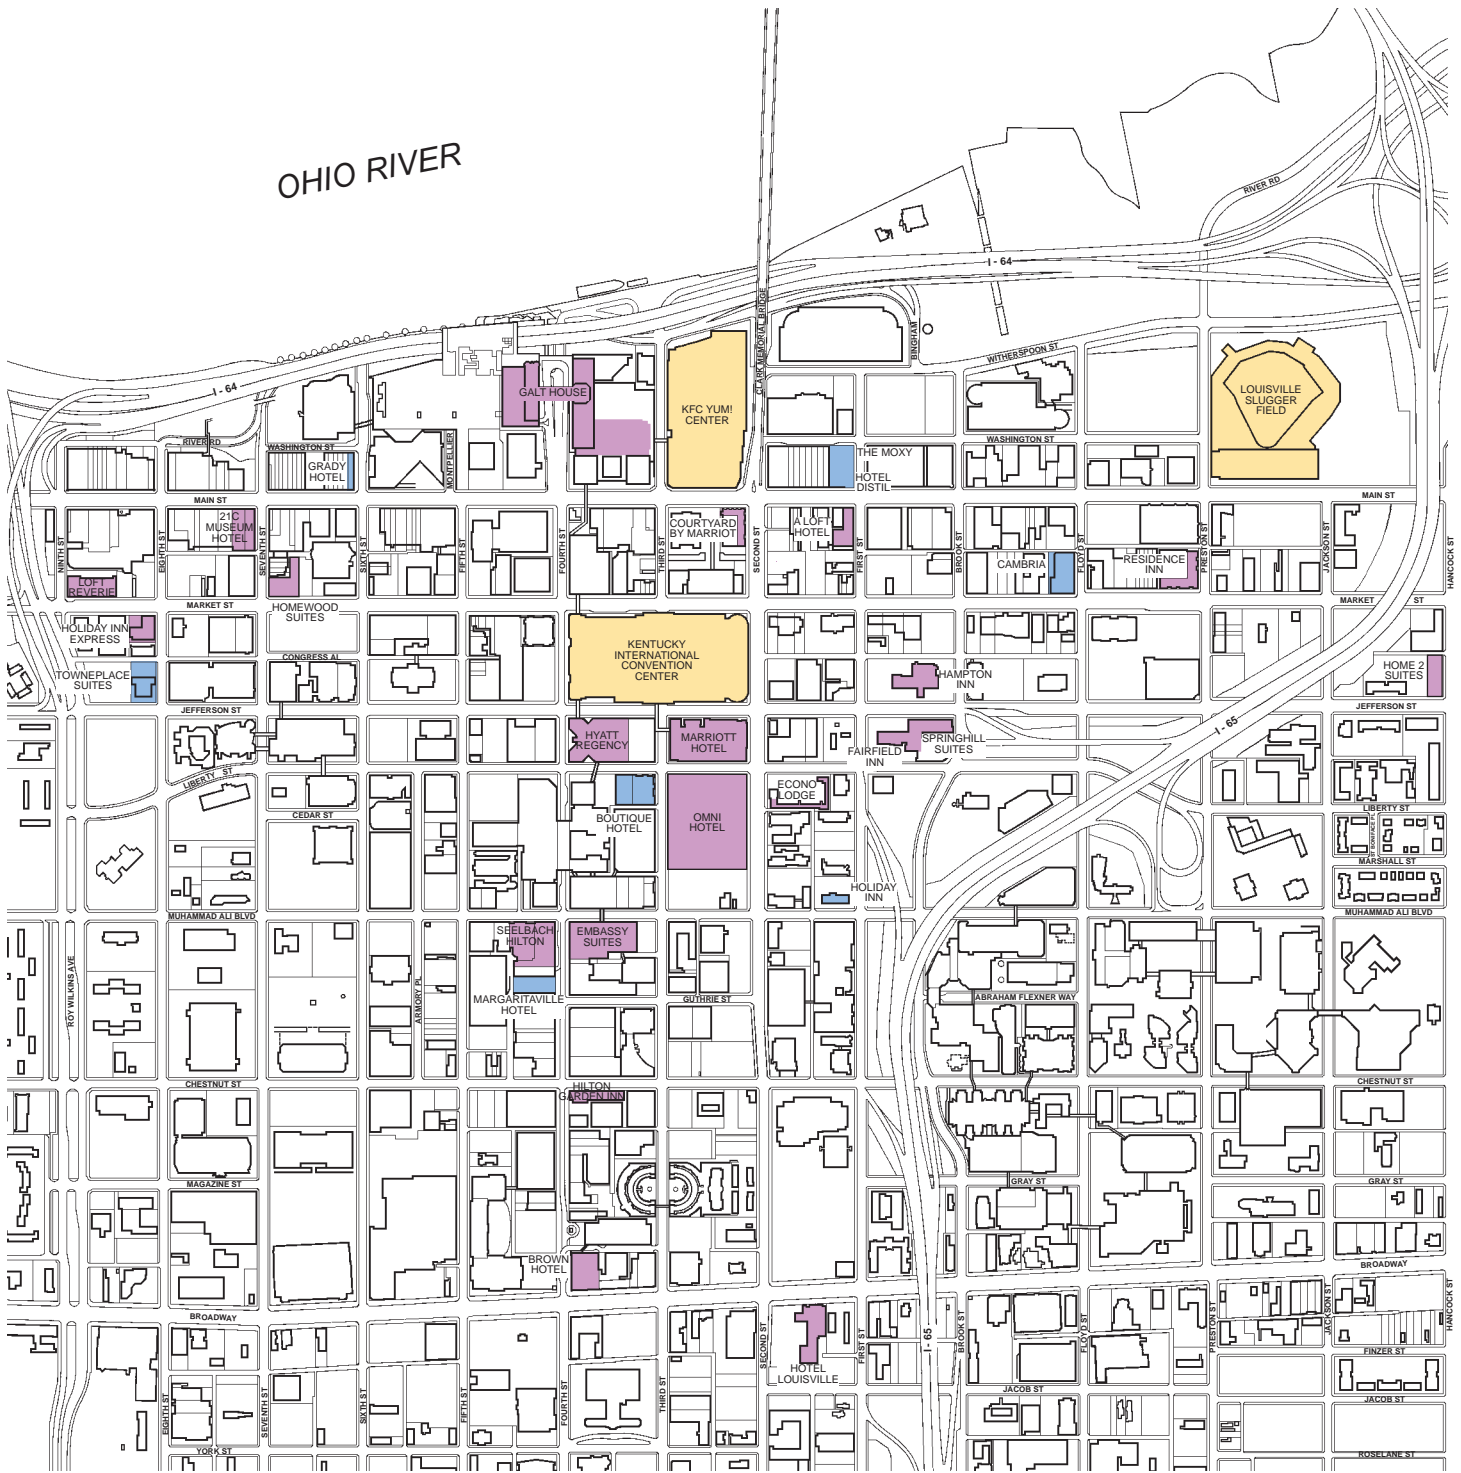 OHIO RIVER
RIVER RD
I - 64
CLARK MEMORIAL BRIDGE
BINGHAM
WITHERSPOON ST
I - 64
GALT HOUSE
KFC YUM!
CENTER
LOUISVILLE
SLUGGER
FIELD
RIVER RD
WASHINGTON ST
MONTPELLIER
WASHINGTON ST
GRADY
HOTEL
THE MOXY
HOTEL
DISTIL
MAIN ST
MAIN ST
21C
MUSEUM
HOTEL
COURTYARD
BY MARRIOT
A LOFT
HOTEL
NINTH ST
EIGHTH ST
SEVENTH ST
SIXTH ST
FIFTH ST
FOURTH ST
THIRD ST
SECOND ST
FIRST ST
BROOK ST
FLOYD ST
PRESTON ST
JACKSON ST
HANCOCK ST
CAMBRIA
RESIDENCE
INN
LOFT
REVERIE
MARKET ST
MARKET
ST
HOMEWOOD
SUITES
HOLIDAY INN
EXPRESS
KENTUCKY
INTERNATIONAL
CONVENTION
CENTER
CONGRESS AL
TOWNEPLACE
SUITES
HAMPTON
INN
HOME 2
SUITES
JEFFERSON ST
JEFFERSON ST
HYATT
REGENCY
MARRIOTT
HOTEL
FAIRFIELD
INN
SPRINGHILL
SUITES
I - 65
LIBERTY ST
ECONO
LODGE
LIBERTY ST
CEDAR ST
BOUTIQUE
HOTEL
OMNI
HOTEL
ST BONIFACE PL
MARSHALL ST
HOLIDAY
INN
MUHAMMAD ALI BLVD
MUHAMMAD ALI BLVD
SEELBACH
HILTON
EMBASSY
SUITES
ROY WILKINS AVE
ARMORY PL
MARGARITAVILLE
HOTEL
GUTHRIE ST
ABRAHAM FLEXNER WAY
CHESTNUT ST
CHESTNUT ST
HILTON
GARDEN INN
MAGAZINE ST
GRAY ST
GRAY ST
BROWN
HOTEL
BROADWAY
BROADWAY
SECOND ST
FIRST ST
I - 65
BROOK ST
FLOYD ST
PRESTON ST
JACKSON ST
HANCOCK ST
FINZER ST
HOTEL
LOUISVILLE
EIGHTH ST
SEVENTH ST
SIXTH ST
FIFTH ST
FOURTH ST
THIRD ST
JACOB ST
JACOB ST
YORK ST
ROSELANE ST